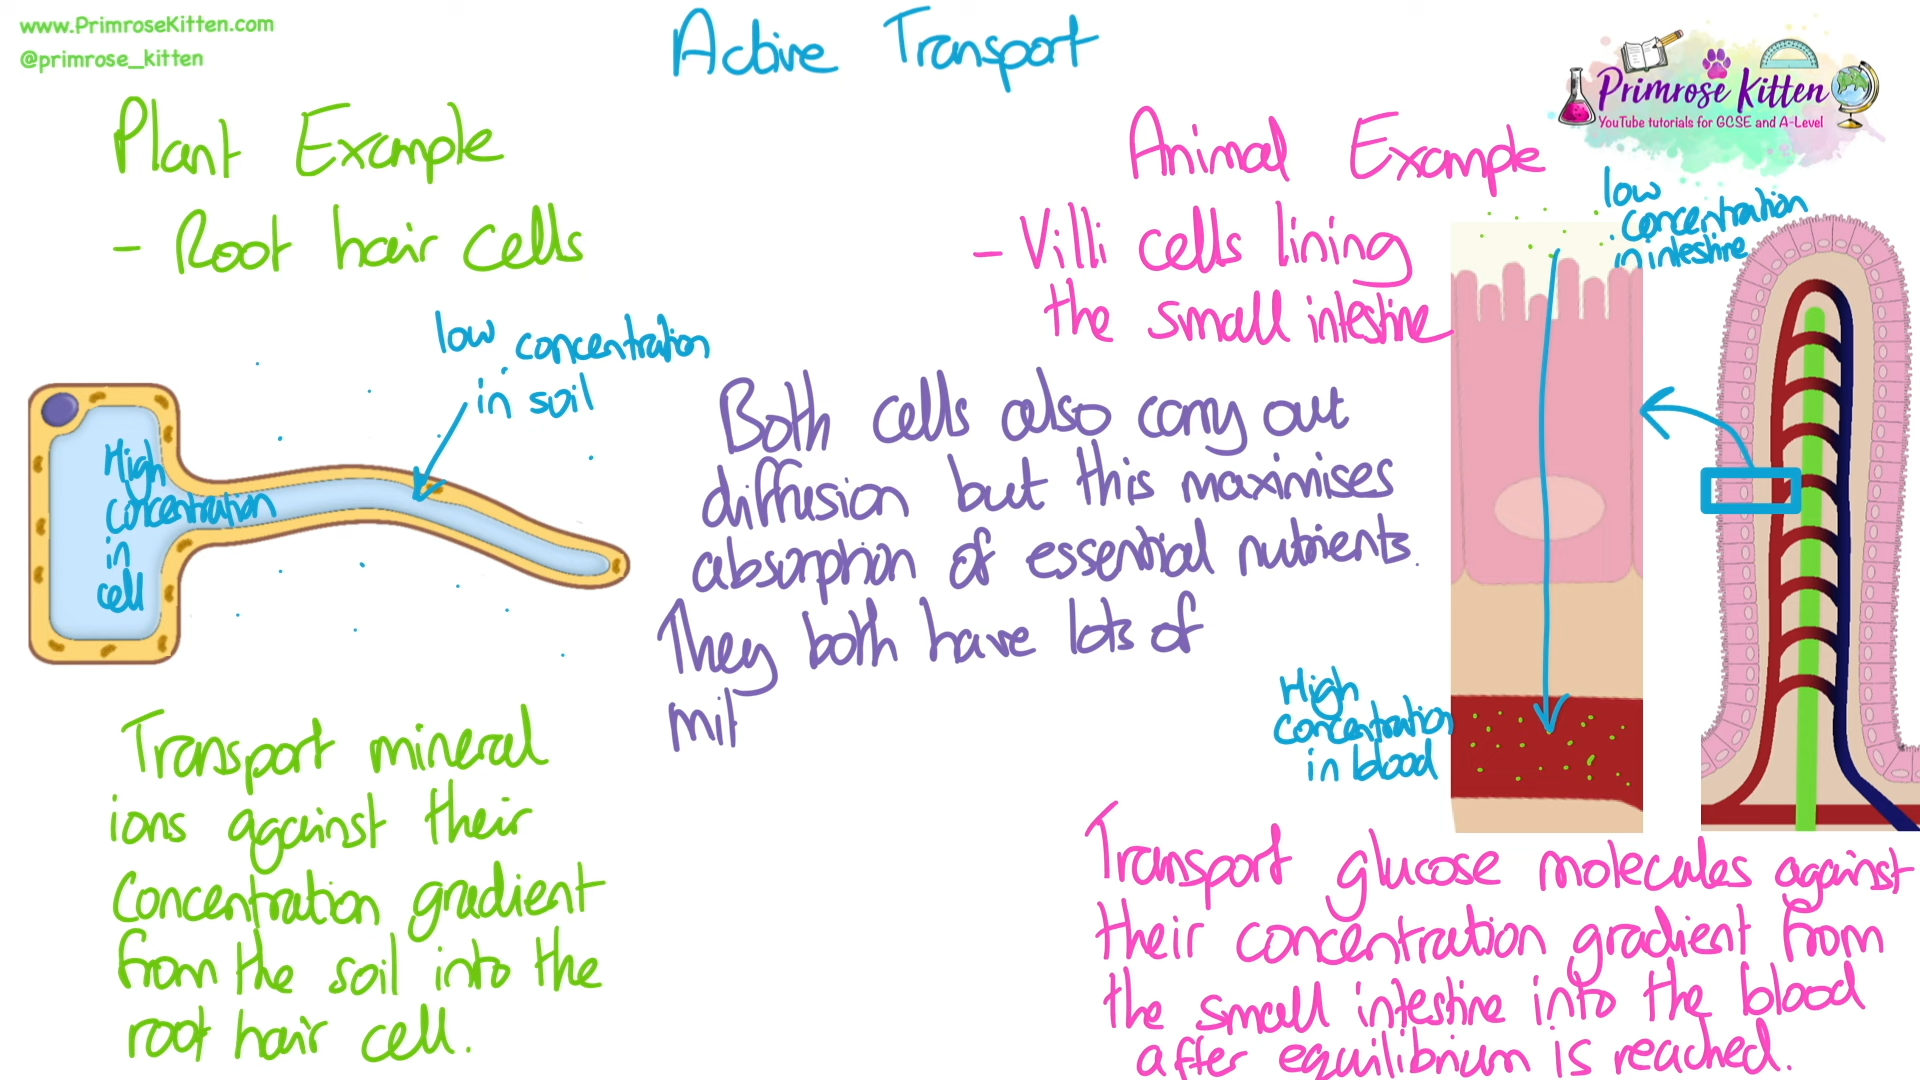 www.PrimroseKitten.com
@primrose_kitten
Active Transport
Primrose Kitten
YouTube tutorials for GCSE and A-Level
Plant Example
- Root hair cells
low concentration
in soil
High
concentration
in
cell
Transport mineral
ions against their
concentration gradient
from the soil into the
root hair cell.
Both cells also carry out
diffusion but this maximises
absorption of essential nutrients.
They both have lots of
mit
Animal Example
- Villi cells lining
the small intestine
low
concentration
in intestine
High
concentration
in blood
Transport glucose molecules against
their concentration gradient from
the small intestine into the blood
after equilibrium is reached.